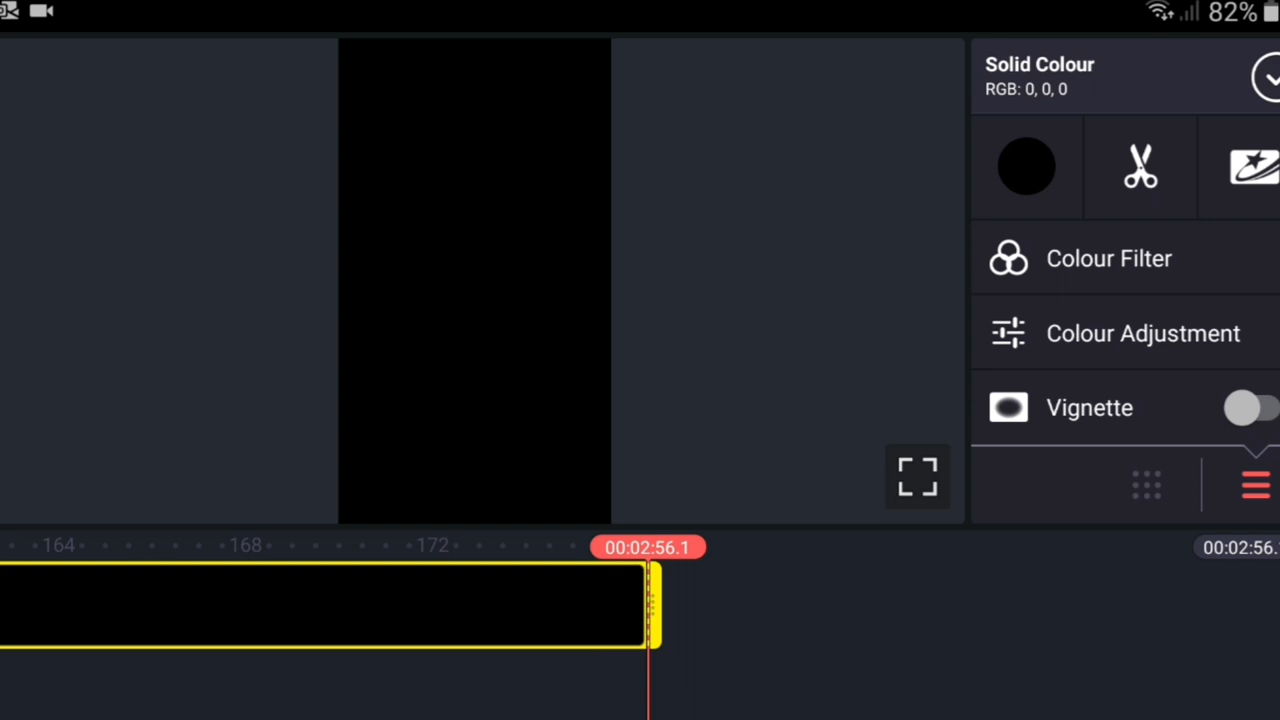 82%
Solid Colour
RGB: 0, 0, 0
Colour Filter
Colour Adjustment
Vignette
164 168 172 00:02:56.1 00:02:56.